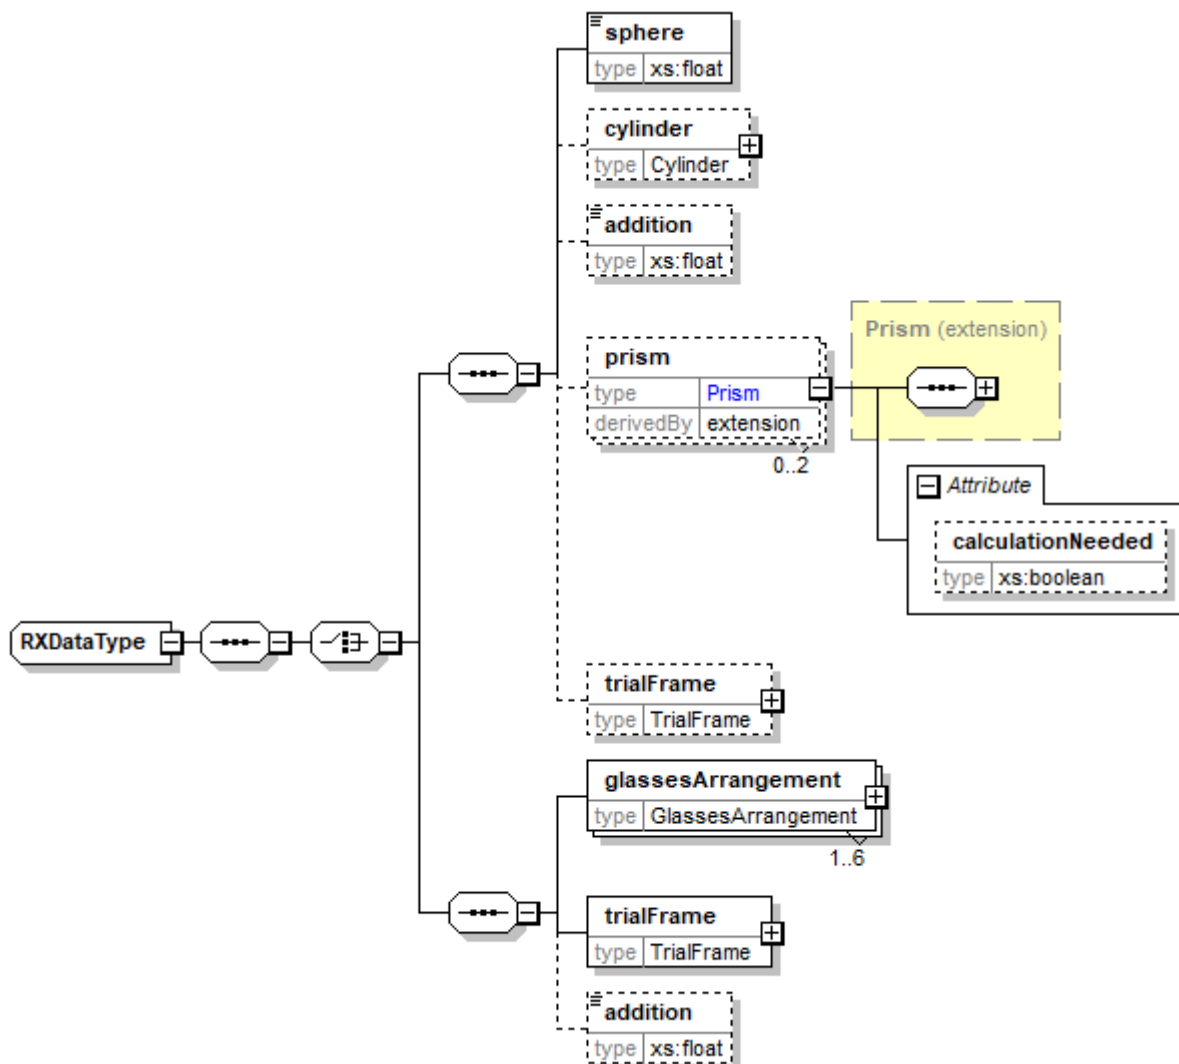 sphere
type xs:float
cylinder
type Cylinder
addition
type xs:float
Prism (extension)
prism
type Prism
derivedBy extension
0..2
Attribute
calculationNeeded
type xs:boolean
RXDataType
trialFrame
type TrialFrame
glassesArrangement
type GlassesArrangement
1..6
trialFrame
type TrialFrame
addition
type xs:float